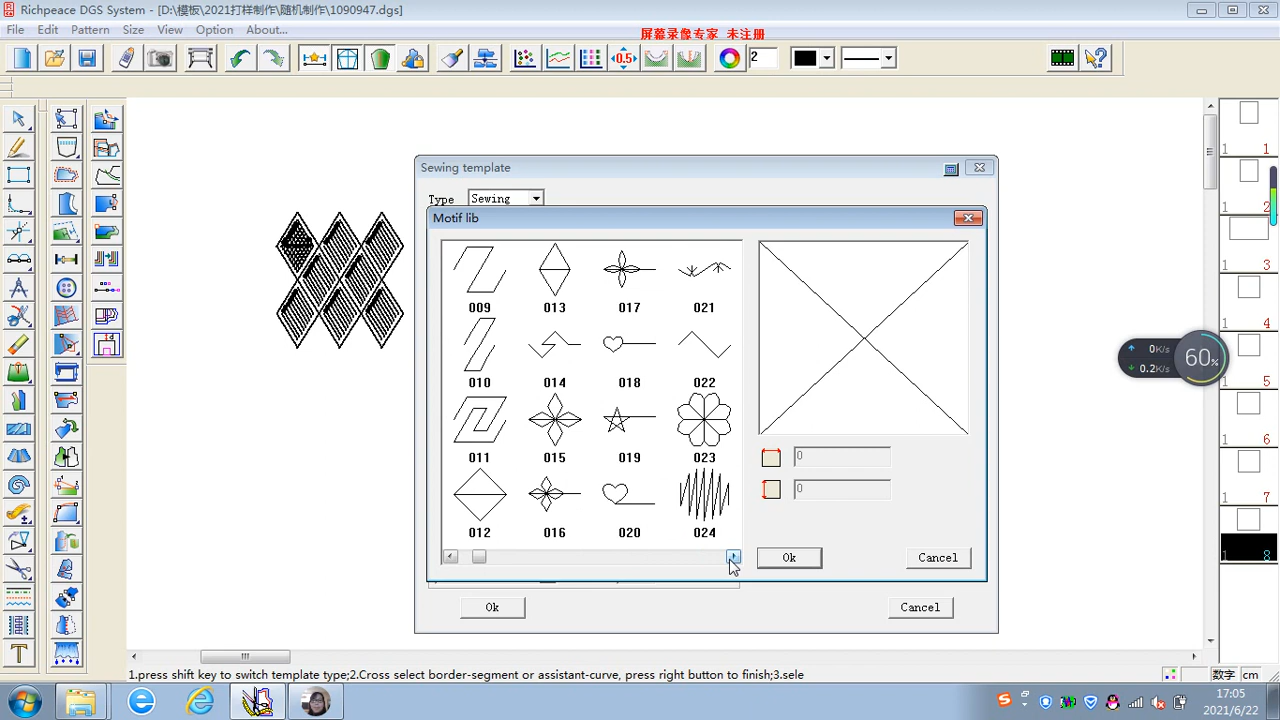 Richpeace DGS System - [D:\模板\2021打样制作\随机制作\1090947.dgs]
File Edit Pattern Size View Option About...
屏幕录像专家 未注册
0.5
2
Sewing template
Type Sewing
Motif lib
009 013 017 021
010 014 018 022
011 015 019 023
012 016 020 024
0
0
Ok Cancel
Ok Cancel
1 1
1 2
1 3
1 4
1 5
1 6
1 7
1 8
0K/s
0.2K/s
60%
T
1.press shift key to switch template type;2.Cross select border-segment or assistant-curve, press right button to finish;3.sele
数字 cm
17:05
2021/6/22